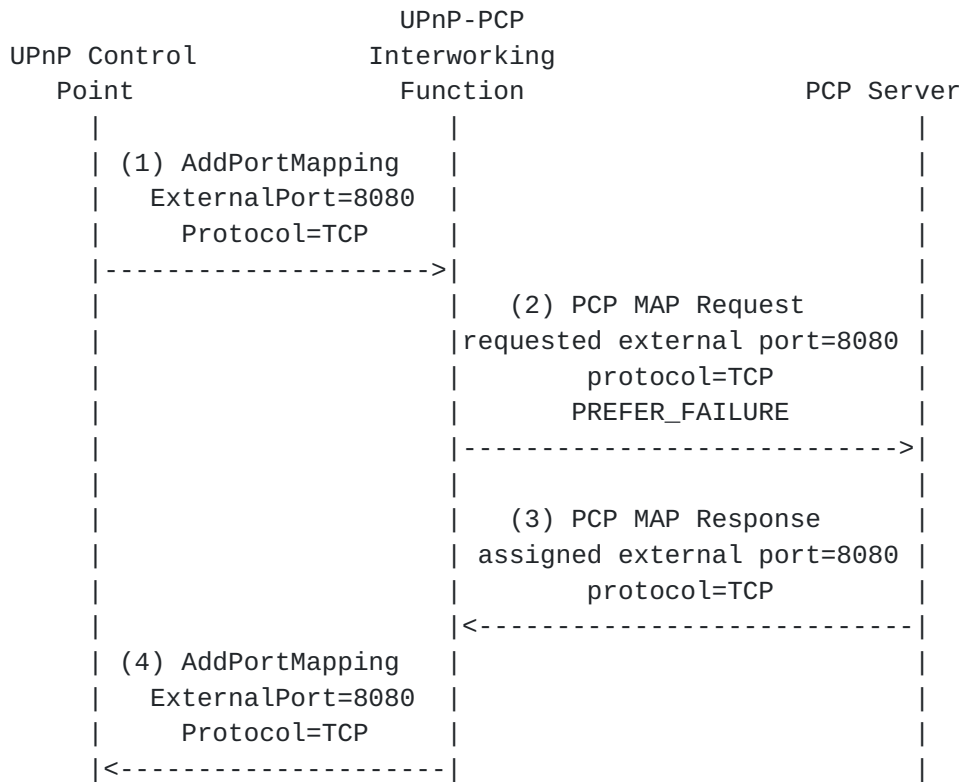 UPnP-PCP
UPnP Control Interworking
Point Function PCP Server
(1) AddPortMapping
ExternalPort=8080
Protocol=TCP
(2) PCP MAP Request
requested external port=8080
protocol=TCP
PREFER_FAILURE
(3) PCP MAP Response
assigned external port=8080
protocol=TCP
(4) AddPortMapping
ExternalPort=8080
Protocol=TCP